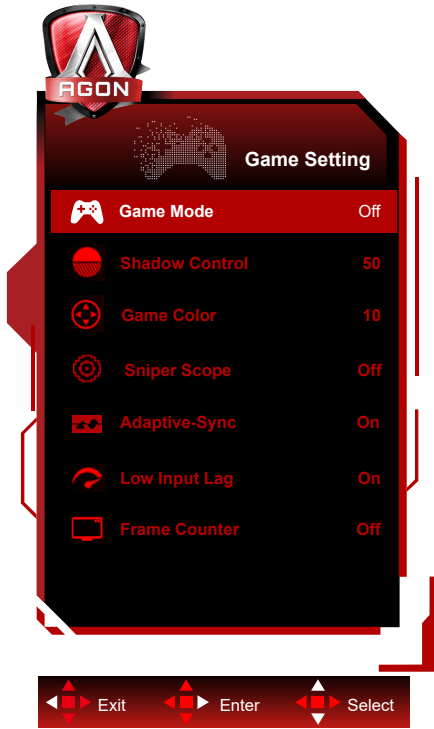 AGON
Game Setting
Game Mode Off
Shadow Control 50
Game Color 10
Sniper Scope Off
Adaptive-Sync On
Low Input Lag On
Frame Counter Off
Exit Enter Select